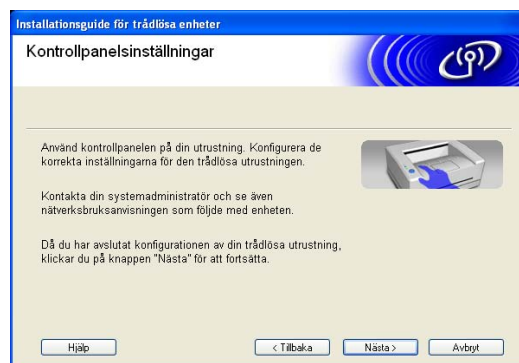 Installationsguide för trådlösa enheter
Kontrollpanelsinställningar
Använd kontrollpanelen på din utrustning. Konfigurera de
korrekta inställningarna för den trådlösa utrustningen.
Kontakta din systemadministratör och se även
nätverksbruksanvisningen som följde med enheten.
Då du har avslutat konfigurationen av din trådlösa utrustning,
klickar du på knappen "Nästa" för att fortsätta.
Hjälp
< Tillbaka
Nästa >
Avbryt